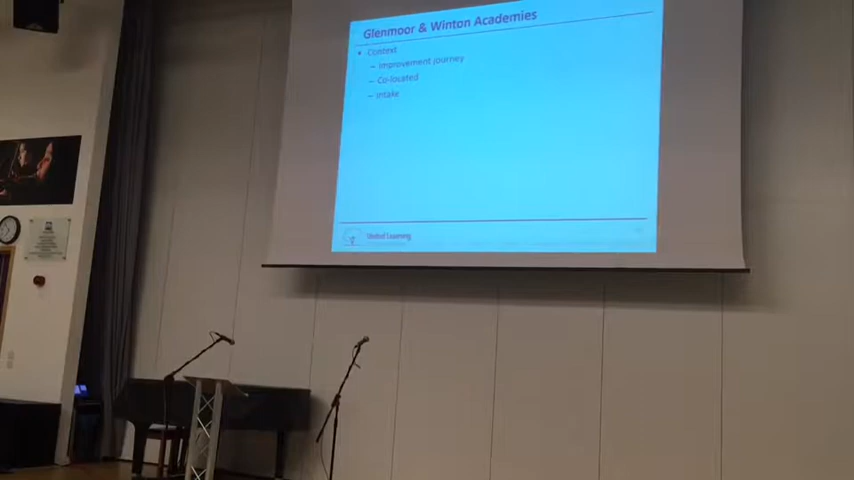 Glenmoor & Winton Academies
• Context
– Improvement journey
– Co-located
– Intake
United Learning